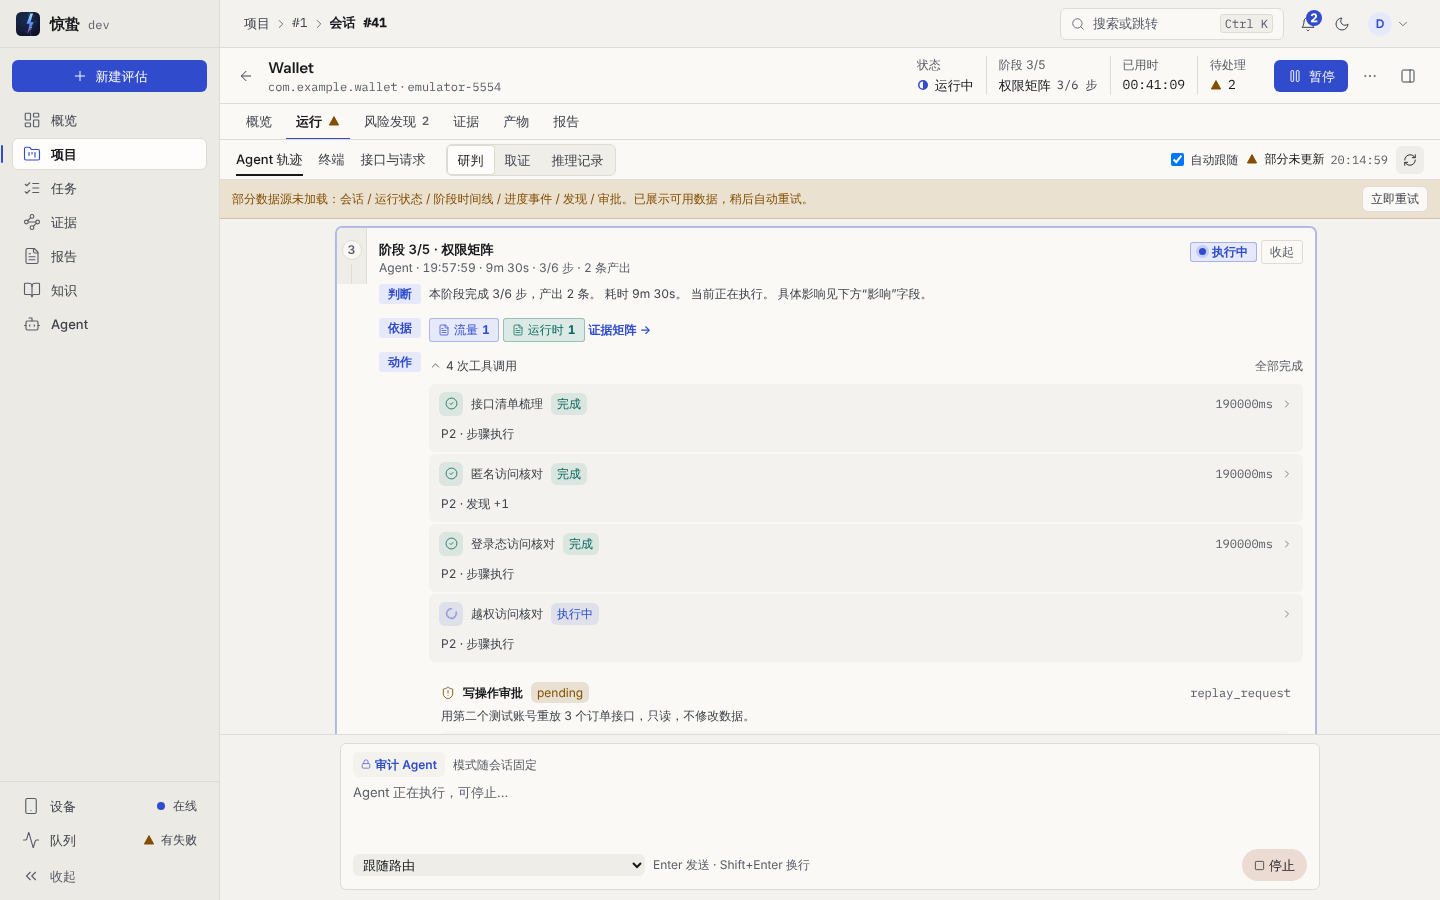 惊蛰 dev
项目 > #1 > 会话 #41
搜索或跳转 Ctrl K
2
D
新建评估
概览
项目
任务
证据
报告
知识
Agent
设备 在线
队列 有失败
收起
Wallet
com.example.wallet · emulator-5554
状态
运行中
阶段 3/5
权限矩阵 3/6 步
已用时
00:41:09
待处理
2
暂停
概览 运行 风险发现 2 证据 产物 报告
Agent 轨迹 终端 接口与请求 研判 取证 推理记录
自动跟随 部分未更新 20:14:59
部分数据源未加载：会话 / 运行状态 / 阶段时间线 / 进度事件 / 发现 / 审批。已展示可用数据，稍后自动重试。
立即重试
3
阶段 3/5 · 权限矩阵
执行中 收起
Agent · 19:57:59 · 9m 30s · 3/6 步 · 2 条产出
判断 本阶段完成 3/6 步，产出 2 条。 耗时 9m 30s。 当前正在执行。 具体影响见下方“影响”字段。
依据 流量 1 运行时 1 证据矩阵 →
动作 4 次工具调用 全部完成
接口清单梳理 完成 190000ms
P2 · 步骤执行
匿名访问核对 完成 190000ms
P2 · 发现 +1
登录态访问核对 完成 190000ms
P2 · 步骤执行
越权访问核对 执行中
P2 · 步骤执行
写操作审批 pending replay_request
用第二个测试账号重放 3 个订单接口，只读，不修改数据。
审计 Agent 模式随会话固定
Agent 正在执行，可停止...
跟随路由 Enter 发送 · Shift+Enter 换行
停止